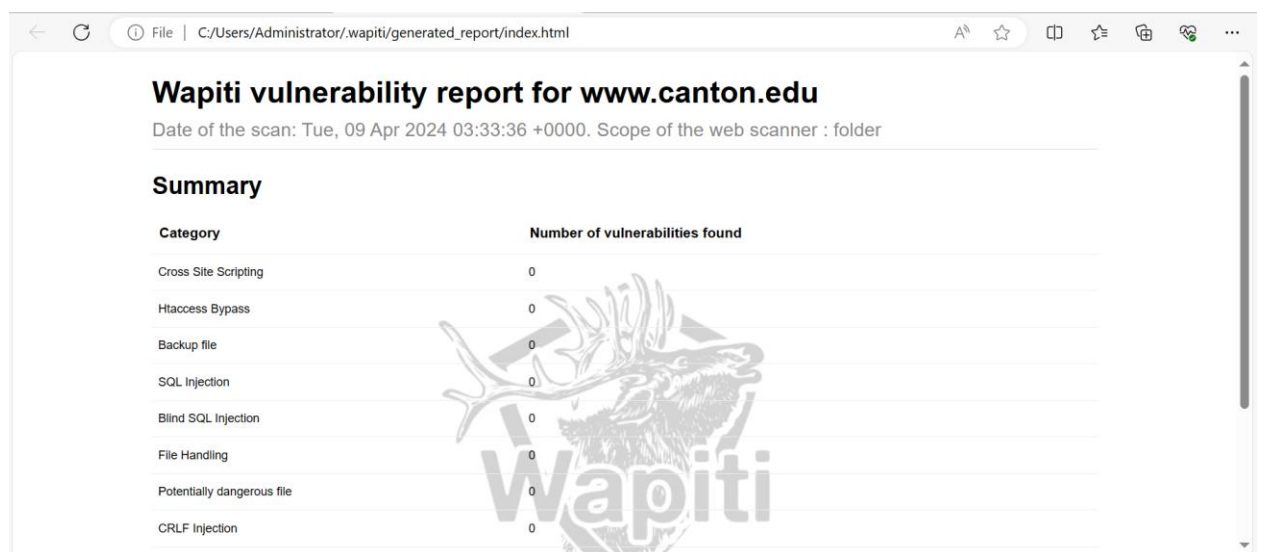 File | C:/Users/Administrator/.wapiti/generated_report/index.html
Wapiti vulnerability report for www.canton.edu
Date of the scan: Tue, 09 Apr 2024 03:33:36 +0000. Scope of the web scanner : folder
Summary
Category Number of vulnerabilities found
Cross Site Scripting 0
Htaccess Bypass 0
Backup file 0
SQL Injection 0
Blind SQL Injection 0
File Handling 0
Potentially dangerous file 0
CRLF Injection 0
Wapiti